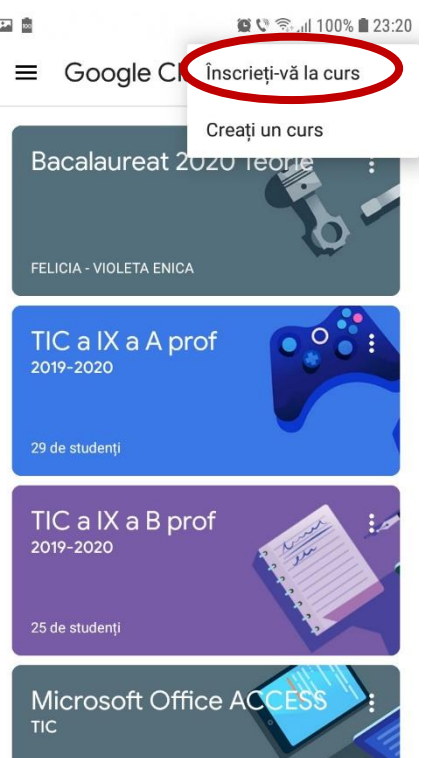 100% 23:20
Google Cl
Înscrieți-vă la curs
Creați un curs
Bacalaureat 2020 Teorie
FELICIA - VIOLETA ENICA
TIC a IX a A prof
2019-2020
29 de studenți
TIC a IX a B prof
2019-2020
25 de studenți
Microsoft Office ACCESS
TIC